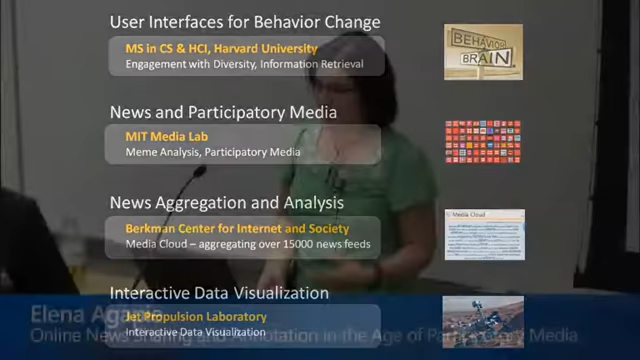 User Interfaces for Behavior Change
MS in CS & HCI, Harvard University
Engagement with Diversity, Information Retrieval
BEHAVIOR
BRAIN
News and Participatory Media
MIT Media Lab
Meme Analysis, Participatory Media
News Aggregation and Analysis
Berkman Center for Internet and Society
Media Cloud – aggregating over 15000 news feeds
Media Cloud
Interactive Data Visualization
Elena
Jet Propulsion Laboratory
Online News Sharing and Annotation in the Age of Participatory Media
Interactive Data Visualization